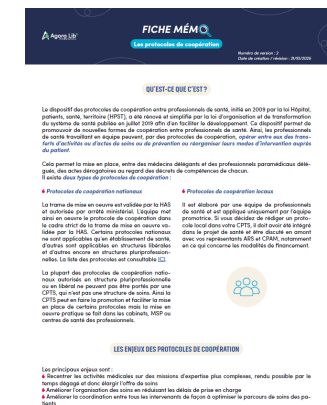 Agora Lib'
FICHE MÉMO
Les protocoles de coopération
Numéro de version : 2
QU'EST-CE QUE C'EST ?
Le dispositif des protocoles de coopération entre professionnels de santé, initié en 2009 par la loi Hôpital,
patients, santé, territoire (HPST), a été rénové et simplifié par la loi d'organisation et de transformation
du système de santé publiée en juillet 2019 afin d'en faciliter le développement. Ce dispositif permet de
promouvoir de nouvelles formes de coopération entre professionnels de santé. Ainsi, les professionnels
de santé travaillant en équipe peuvent, par des protocoles de coopération, opérer entre eux des trans-
ferts d'activités ou d'actes de soins ou de prévention ou réorganiser leurs modes d'intervention auprès
du patient.
Cela permet la mise en place, entre des médecins délégants et des professionnels paramédicaux délé-
gués, des actes dérogatoires au regard des décrets de compétences de chacun.
Il existe deux types de protocoles de coopération :
Protocoles de coopération nationaux
La trame de mise en oeuvre est validée par la HAS
et autorisée par arrêté ministériel. L'équipe met
ainsi en oeuvre le protocole de coopération dans
le cadre strict de la trame de mise en oeuvre va-
lidée par la HAS. Certains protocoles nationaux
ne sont applicables qu'en établissement de santé,
d'autres sont applicables en structures libérales
et d'autres encore en structures pluriprofession-
nelles. La liste des protocoles est consultable ICI.
La plupart des protocoles de coopération natio-
naux autorisés en structure pluriprofessionnelle
ou en libéral ne peuvent pas être portés par une
CPTS, qui n'est pas une structure de soins. Ainsi la
CPTS peut en faire la promotion et faciliter la mise
en place de certains protocoles mais la mise en
oeuvre pratique se fait dans les cabinets, MSP ou
centres de santé des professionnels.
Protocoles de coopération locaux
Il est élaboré par une équipe de professionnels
de santé et est appliqué uniquement par l'équipe
promotrice. Si vous décidez de rédiger un proto-
cole local dans votre CPTS, il doit avoir été intégré
dans le projet de santé et être discuté en amont
avec vos représentants ARS et CPAM, notamment
en ce qui concerne les modalités de financement.
LES ENJEUX DES PROTOCOLES DE COOPÉRATION
Les principaux enjeux sont :
Recentrer les activités médicales sur des missions d'expertise plus complexes, rendu possible par le
temps dégagé et donc élargir l'offre de soins
Améliorer l'organisation des soins en réduisant les délais de prise en charge
Améliorer la coordination entre tous les intervenants de façon à optimiser le parcours de soins des pa-
tients